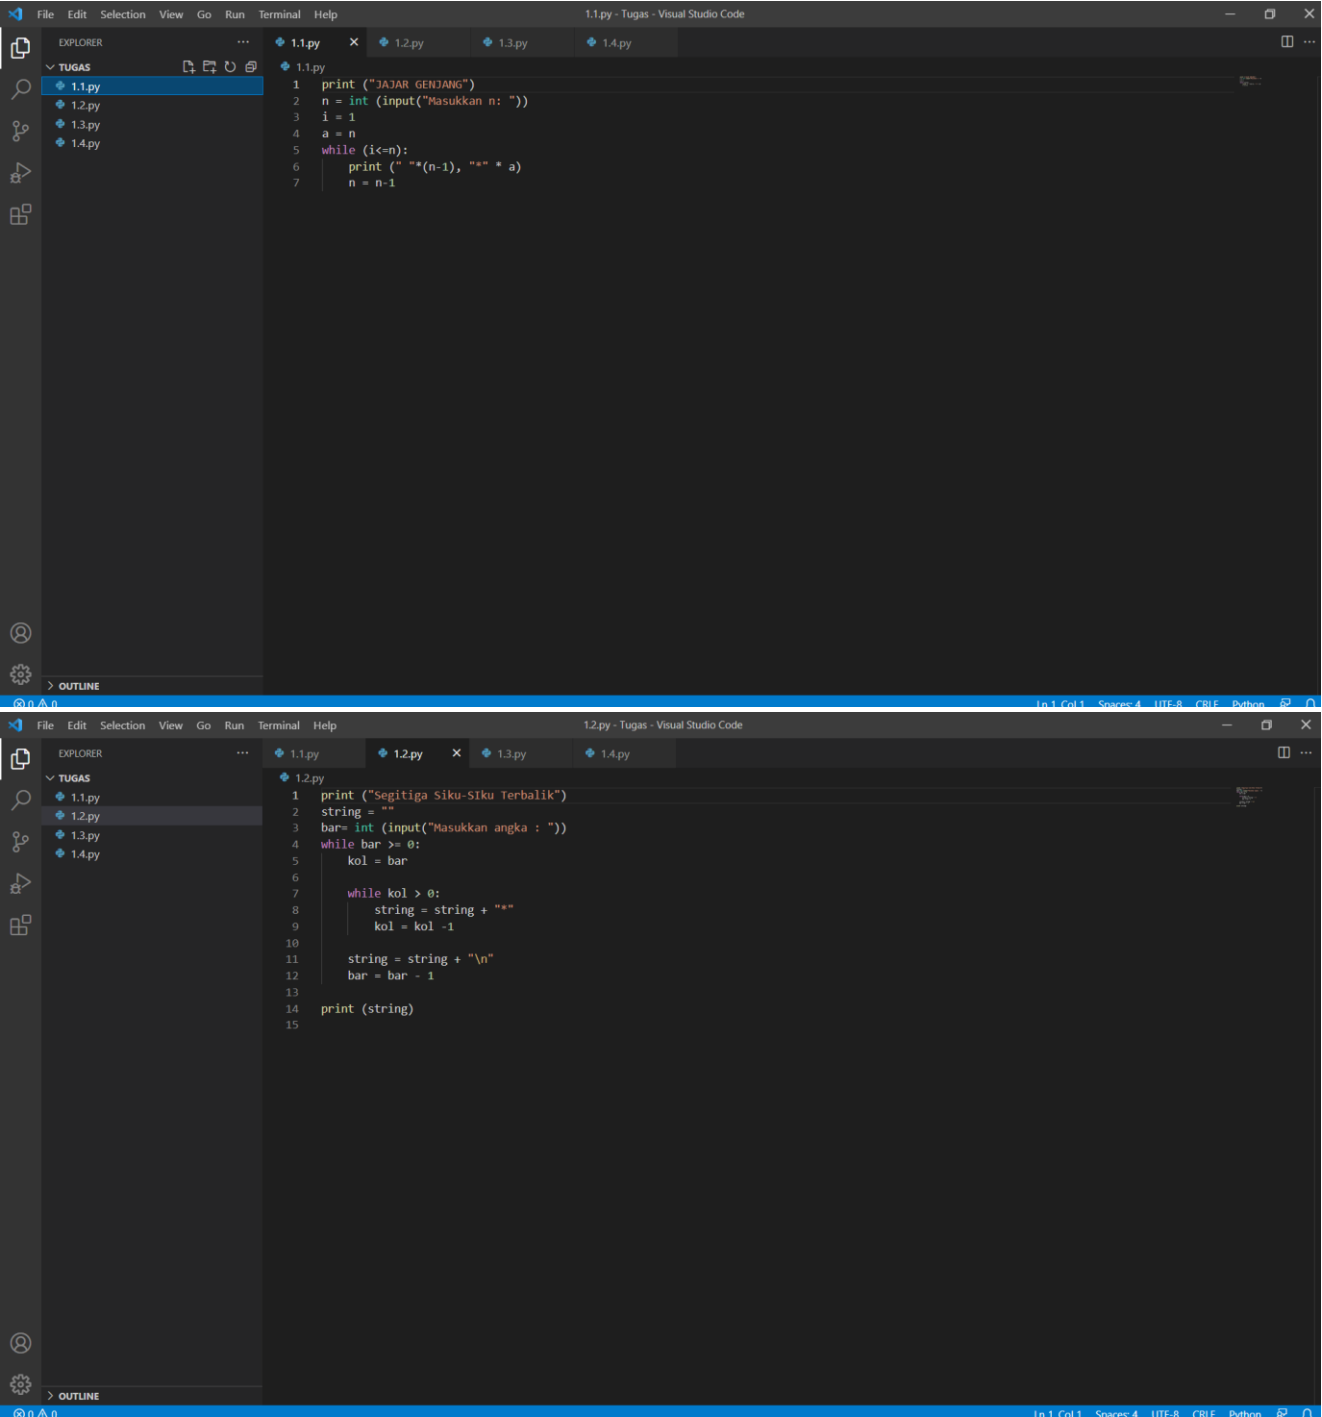 File Edit Selection View Go Run Terminal Help 1.1.py - Tugas - Visual Studio Code
EXPLORER
1.1.py 1.2.py 1.3.py 1.4.py
TUGAS
1.1.py
1.2.py
1.3.py
1.4.py
1.1.py
1 print ("JAJAR GENJANG")
2 n = int (input("Masukkan n: "))
3 i = 1
4 a = n
5 while (i<=n):
6 print (" "*(n-1), "*" * a)
7 n = n-1
OUTLINE
0 0 Ln 1, Col 1 Spaces: 4 UTF-8 CRLF Python
File Edit Selection View Go Run Terminal Help 1.2.py - Tugas - Visual Studio Code
EXPLORER
1.1.py 1.2.py 1.3.py 1.4.py
TUGAS
1.1.py
1.2.py
1.3.py
1.4.py
1.2.py
1 print ("Segitiga Siku-SIku Terbalik")
2 string = ""
3 bar= int (input("Masukkan angka : "))
4 while bar >= 0:
5 kol = bar
6
7 while kol > 0:
8 string = string + "*"
9 kol = kol -1
10
11 string = string + "\n"
12 bar = bar - 1
13
14 print (string)
15
OUTLINE
0 0 Ln 1, Col 1 Spaces: 4 UTF-8 CRLF Python